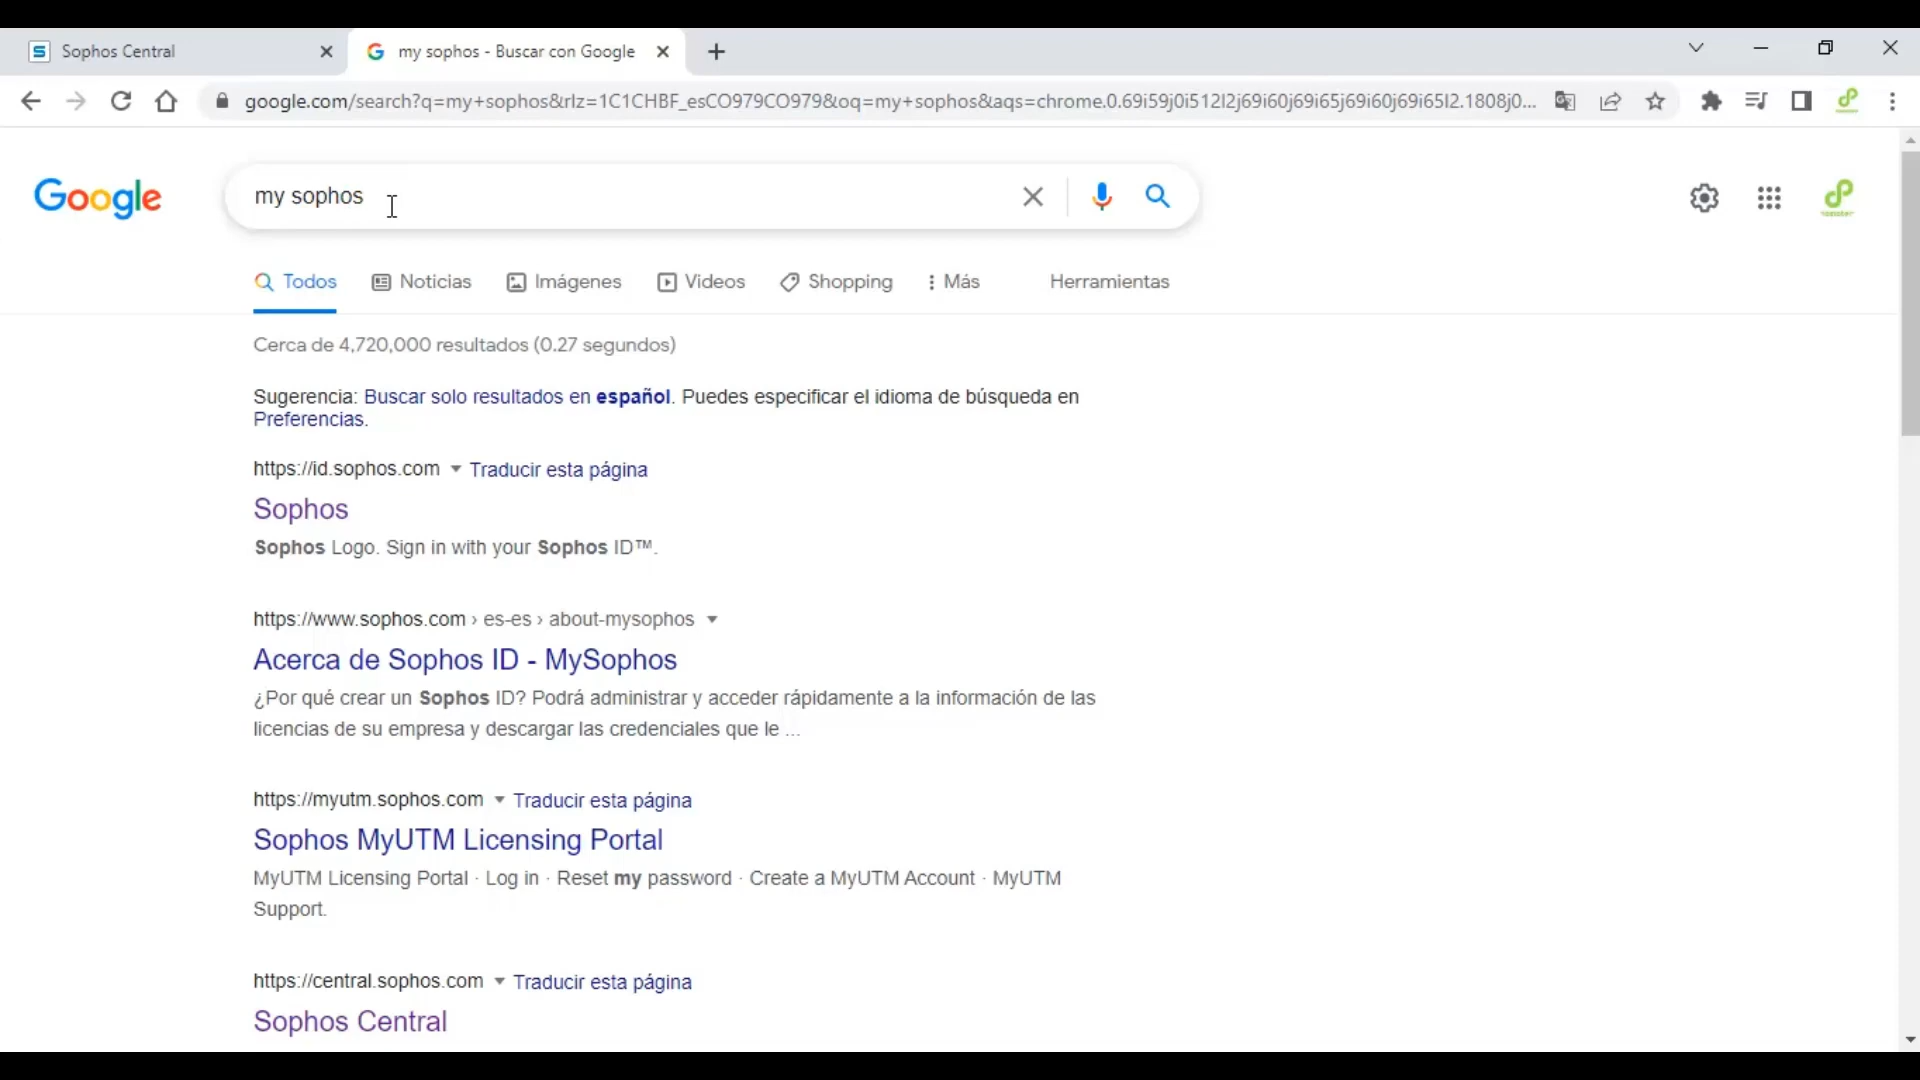 Sophos Central
my sophos - Buscar con Google
google.com/search?q=my+sophos&rlz=1C1CHBF_esCO979CO979&oq=my+sophos&aqs=chrome.0.69i59j0i512l2j69i60j69i65j69i60j69i65l2.1808j0...
Google
my sophos
Todos Noticias Imágenes Videos Shopping Más Herramientas
Cerca de 4,720,000 resultados (0.27 segundos)
Sugerencia: Buscar solo resultados en español. Puedes especificar el idioma de búsqueda en
Preferencias.
https://id.sophos.com Traducir esta página
Sophos
Sophos Logo. Sign in with your Sophos ID™.
https://www.sophos.com › es-es › about-mysophos
Acerca de Sophos ID - MySophos
¿Por qué crear un Sophos ID? Podrá administrar y acceder rápidamente a la información de las
licencias de su empresa y descargar las credenciales que le ...
https://myutm.sophos.com Traducir esta página
Sophos MyUTM Licensing Portal
MyUTM Licensing Portal · Log in · Reset my password · Create a MyUTM Account · MyUTM
Support.
https://central.sophos.com Traducir esta página
Sophos Central